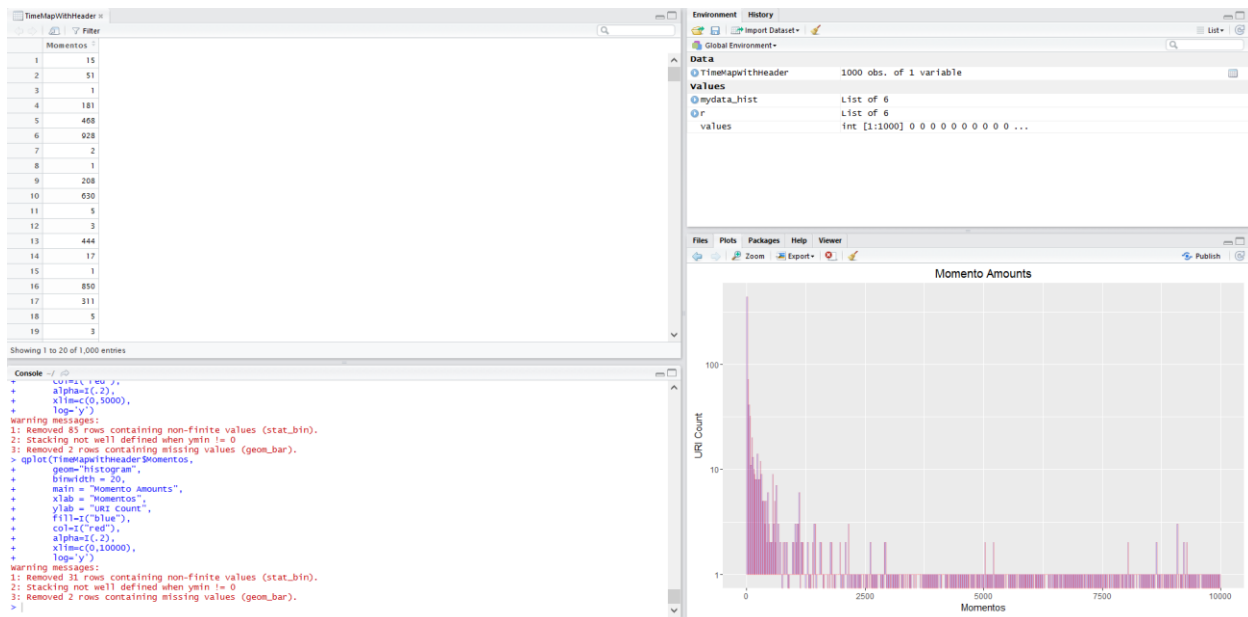 TimeMapWithHeader
Filter
Momentos
1 15
2 51
3 1
4 181
5 468
6 928
7 2
8 1
9 208
10 630
11 5
12 3
13 444
14 17
15 1
16 850
17 311
18 5
19 3
Showing 1 to 20 of 1,000 entries
Console ~/
+ col=I("red"),
+ alpha=I(.2),
+ xlim=c(0,5000),
+ log='y')
Warning messages:
1: Removed 85 rows containing non-finite values (stat_bin).
2: Stacking not well defined when ymin != 0
3: Removed 2 rows containing missing values (geom_bar).
> qplot(TimeMapWithHeader$Momentos,
+ geom="histogram",
+ binwidth = 20,
+ main = "Momento Amounts",
+ xlab = "Momentos",
+ ylab = "URI Count",
+ fill=I("blue"),
+ col=I("red"),
+ alpha=I(.2),
+ xlim=c(0,10000),
+ log='y')
Warning messages:
1: Removed 31 rows containing non-finite values (stat_bin).
2: Stacking not well defined when ymin != 0
3: Removed 2 rows containing missing values (geom_bar).
>
Environment History
Import Dataset List
Global Environment
Data
TimeMapWithHeader 1000 obs. of 1 variable
Values
mydata_hist List of 6
r List of 6
values int [1:1000] 0 0 0 0 0 0 0 0 0 0 ...
Files Plots Packages Help Viewer
Zoom Export Publish
Momento Amounts
URI Count
100
10
1
0 2500 5000 7500 10000
Momentos